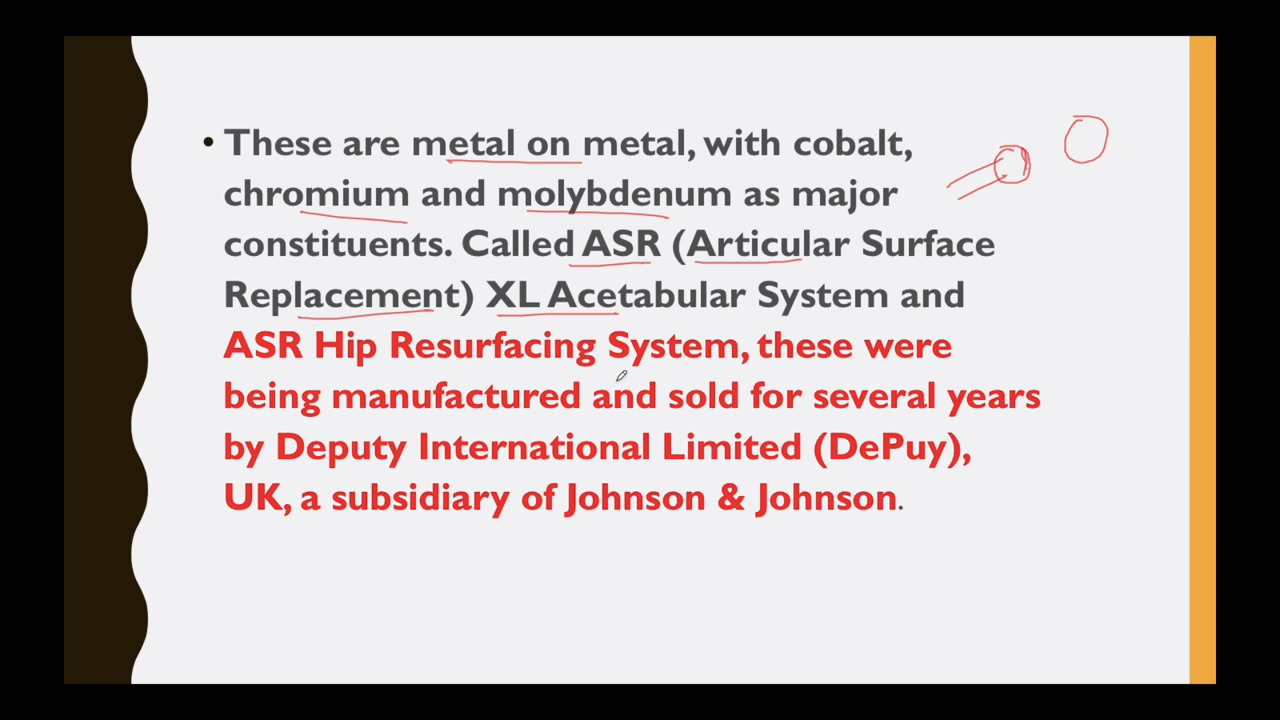 • These are metal on metal, with cobalt,
chromium and molybdenum as major
constituents. Called ASR (Articular Surface
Replacement) XL Acetabular System and
ASR Hip Resurfacing System, these were
being manufactured and sold for several years
by Deputy International Limited (DePuy),
UK, a subsidiary of Johnson & Johnson.